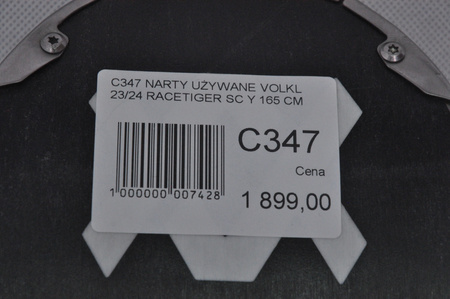 C347 NARTY UŻYWANE VOLKL
23/24 RACETIGER SC Y 165 CM
C347
Cena
1 000000 007428
1 899,00